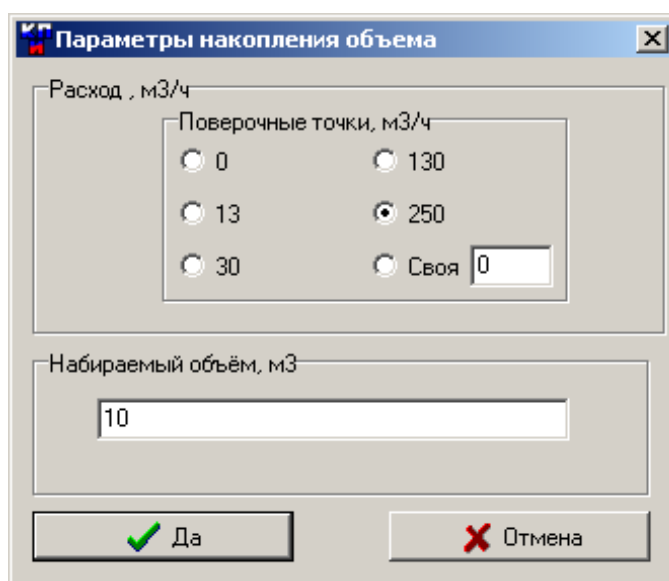 Параметры накопления объема
Расход , м3/ч
Поверочные точки, м3/ч
0 130
13 250
30 Своя 0
Набираемый объём, м3
10
Да Отмена